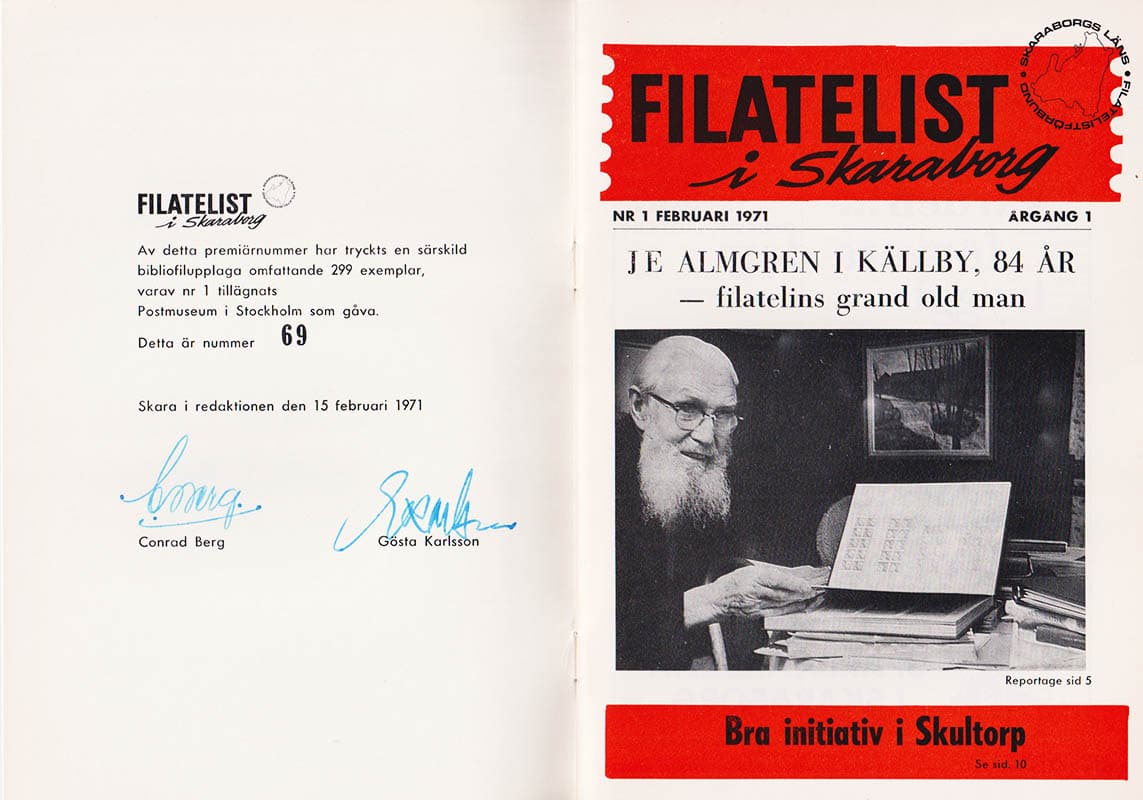 FILATELIST
i Skaraborg
Av detta premiärnummer har tryckts en särskild
bibliofilupplaga omfattande 299 exemplar,
varav nr 1 tillägnats
Postmuseum i Stockholm som gåva.
Detta är nummer 69
Skara i redaktionen den 15 februari 1971
Conrad Berg
Gösta Karlsson
SKARABORGS LÄNS • FILATELISTFÖRBUND •
FILATELIST
i Skaraborg
NR 1 FEBRUARI 1971 ÅRGÅNG 1
J E ALMGREN I KÄLLBY, 84 ÅR
— filatelins grand old man
Reportage sid 5
Bra initiativ i Skultorp
Se sid. 10